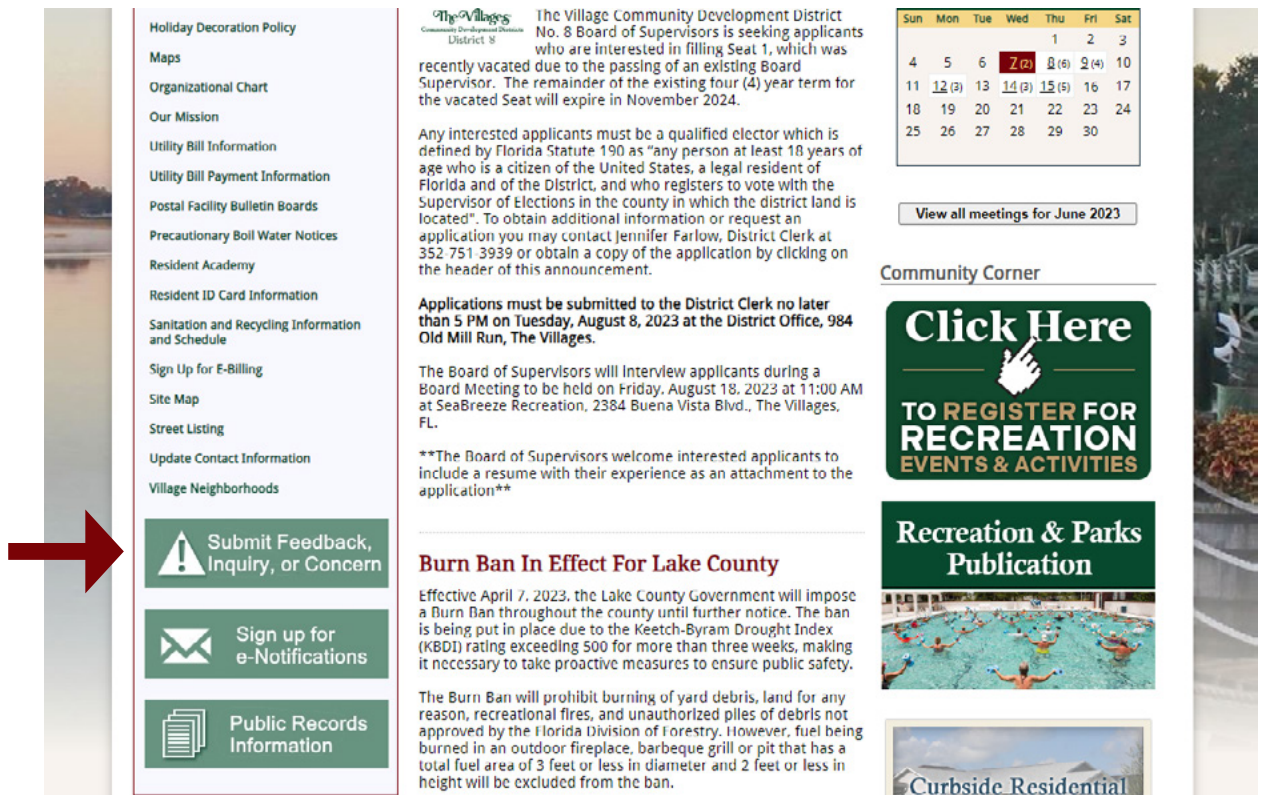 Holiday Decoration Policy
Maps
Organizational Chart
Our Mission
Utility Bill Information
Utility Bill Payment Information
Postal Facility Bulletin Boards
Precautionary Boil Water Notices
Resident Academy
Resident ID Card Information
Sanitation and Recycling Information
and Schedule
Sign Up for E-Billing
Site Map
Street Listing
Update Contact Information
Village Neighborhoods
Submit Feedback,
Inquiry, or Concern
Sign up for
e-Notifications
Public Records
Information
The Villages
Community Development Districts
District 8
The Village Community Development District
No. 8 Board of Supervisors is seeking applicants
who are interested in filling Seat 1, which was
recently vacated due to the passing of an existing Board
Supervisor. The remainder of the existing four (4) year term for
the vacated Seat will expire in November 2024.
Any interested applicants must be a qualified elector which is
defined by Florida Statute 190 as “any person at least 18 years of
age who is a citizen of the United States, a legal resident of
Florida and of the District, and who registers to vote with the
Supervisor of Elections in the county in which the district land is
located". To obtain additional information or request an
application you may contact Jennifer Farlow, District Clerk at
352-751-3939 or obtain a copy of the application by clicking on
the header of this announcement.
Applications must be submitted to the District Clerk no later
than 5 PM on Tuesday, August 8, 2023 at the District Office, 984
Old Mill Run, The Villages.
The Board of Supervisors will interview applicants during a
Board Meeting to be held on Friday, August 18, 2023 at 11:00 AM
at SeaBreeze Recreation, 2384 Buena Vista Blvd., The Villages,
FL.
**The Board of Supervisors welcome interested applicants to
include a resume with their experience as an attachment to the
application**
Burn Ban In Effect For Lake County
Effective April 7, 2023, the Lake County Government will impose
a Burn Ban throughout the county until further notice. The ban
is being put in place due to the Keetch-Byram Drought Index
(KBDI) rating exceeding 500 for more than three weeks, making
it necessary to take proactive measures to ensure public safety.
The Burn Ban will prohibit burning of yard debris, land for any
reason, recreational fires, and unauthorized piles of debris not
approved by the Florida Division of Forestry. However, fuel being
burned in an outdoor fireplace, barbeque grill or pit that has a
total fuel area of 3 feet or less in diameter and 2 feet or less in
height will be excluded from the ban.
Sun Mon Tue Wed Thu Fri Sat
1 2 3
4 5 6 7 (2) 8 (6) 9 (4) 10
11 12 (3) 13 14 (3) 15 (5) 16 17
18 19 20 21 22 23 24
25 26 27 28 29 30
View all meetings for June 2023
Community Corner
Click Here
TO REGISTER FOR
RECREATION
EVENTS & ACTIVITIES
Recreation & Parks
Publication
Curbside Residential